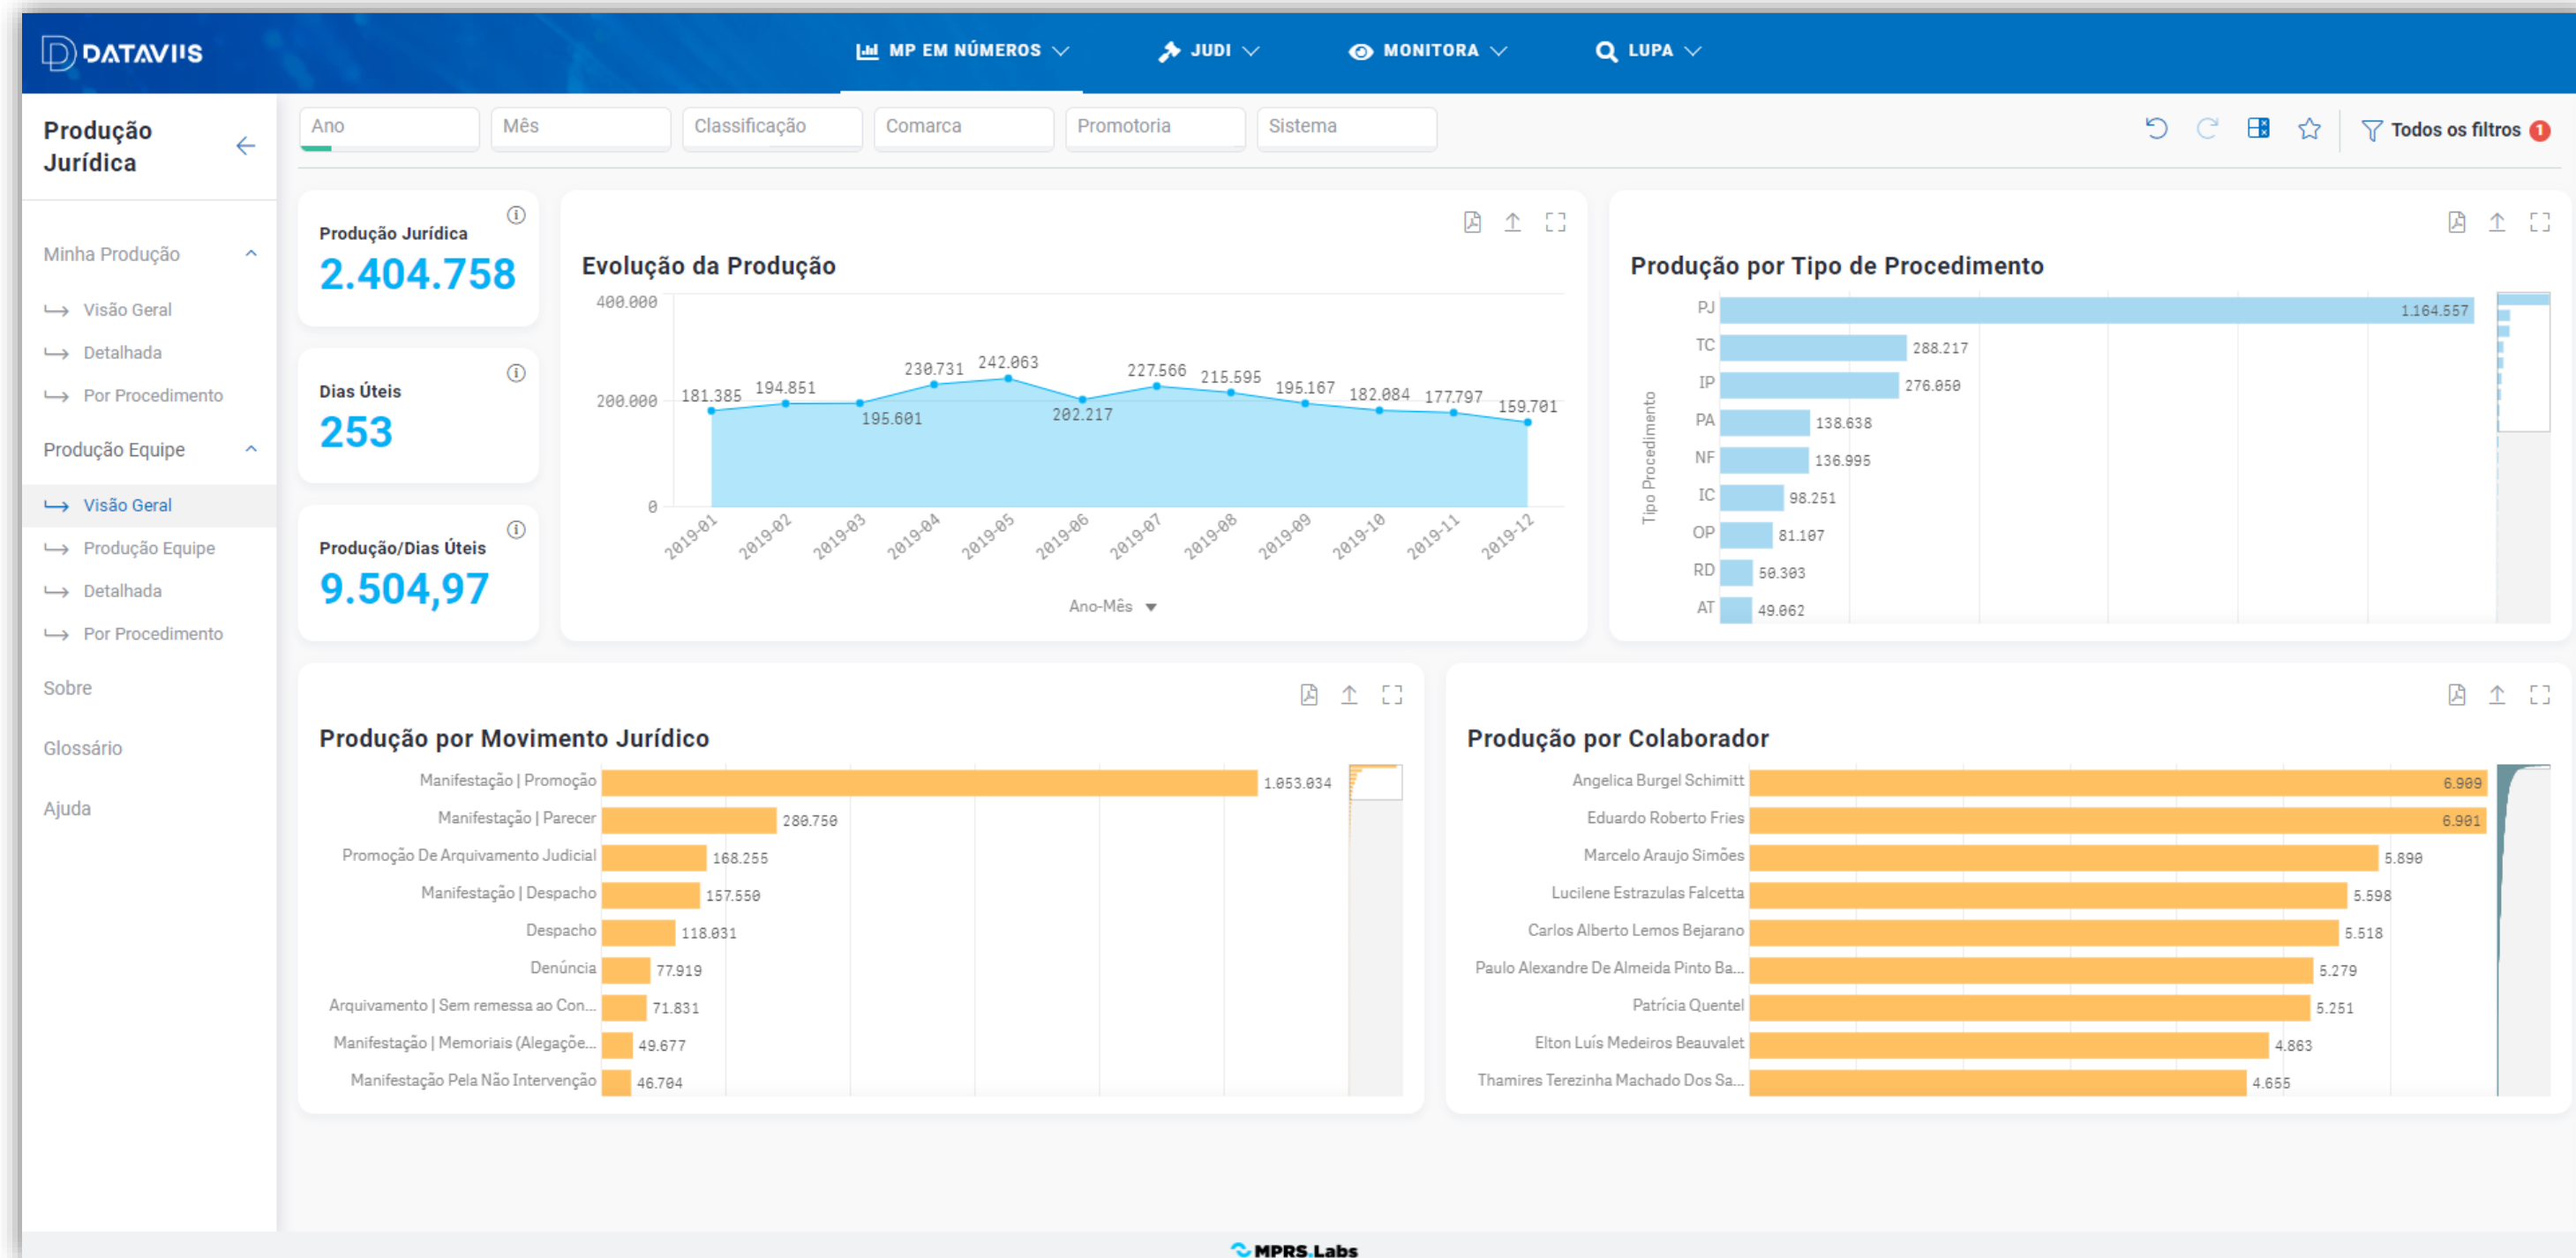 DATAVIIS
MP EM NÚMEROS
JUDI
MONITORA
LUPA
Produção
Jurídica
Minha Produção
Visão Geral
Detalhada
Por Procedimento
Produção Equipe
Visão Geral
Produção Equipe
Detalhada
Por Procedimento
Sobre
Glossário
Ajuda
Ano
Mês
Classificação
Comarca
Promotoria
Sistema
Todos os filtros 1
Produção Jurídica
2.404.758
Dias Úteis
253
Produção/Dias Úteis
9.504,97
Evolução da Produção
400.000
200.000
0
181.385
194.851
195.601
230.731
242.063
202.217
227.566
215.595
195.167
182.084
177.797
159.701
2019-01
2019-02
2019-03
2019-04
2019-05
2019-06
2019-07
2019-08
2019-09
2019-10
2019-11
2019-12
Ano-Mês
Produção por Tipo de Procedimento
Tipo Procedimento
PJ 1.164.557
TC 288.217
IP 276.050
PA 138.638
NF 136.995
IC 98.251
OP 81.107
RD 50.303
AT 49.062
Produção por Movimento Jurídico
Manifestação | Promoção 1.053.034
Manifestação | Parecer 280.750
Promoção De Arquivamento Judicial 168.255
Manifestação | Despacho 157.550
Despacho 118.031
Denúncia 77.919
Arquivamento | Sem remessa ao Con... 71.831
Manifestação | Memoriais (Alegaçõe... 49.677
Manifestação Pela Não Intervenção 46.704
Produção por Colaborador
Angelica Burgel Schimitt 6.909
Eduardo Roberto Fries 6.901
Marcelo Araujo Simões 5.890
Lucilene Estrazulas Falcetta 5.598
Carlos Alberto Lemos Bejarano 5.518
Paulo Alexandre De Almeida Pinto Ba... 5.279
Patrícia Quentel 5.251
Elton Luís Medeiros Beauvalet 4.863
Thamires Terezinha Machado Dos Sa... 4.655
MPRS.Labs